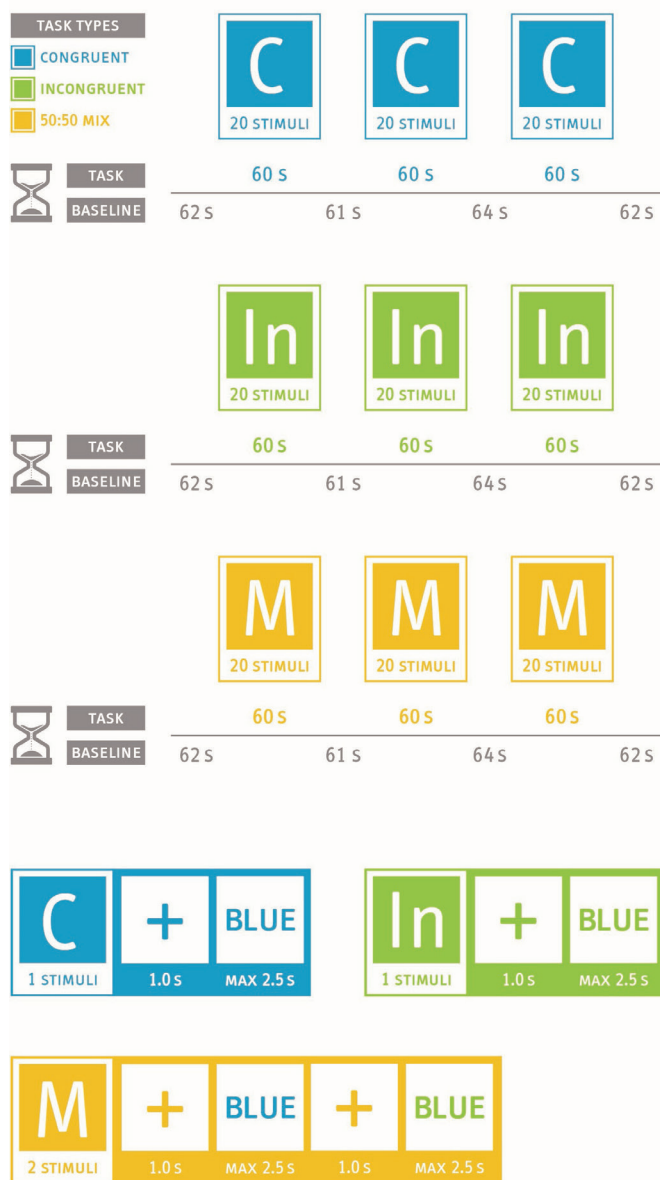 TASK TYPES
CONGRUENT
INCONGRUENT
50:50 MIX
C C C
20 STIMULI 20 STIMULI 20 STIMULI
TASK 60 S 60 S 60 S
BASELINE 62 S 61 S 64 S 62 S
In In In
20 STIMULI 20 STIMULI 20 STIMULI
TASK 60 S 60 S 60 S
BASELINE 62 S 61 S 64 S 62 S
M M M
20 STIMULI 20 STIMULI 20 STIMULI
TASK 60 S 60 S 60 S
BASELINE 62 S 61 S 64 S 62 S
C + BLUE
1 STIMULI 1.0 S MAX 2.5 S
In + BLUE
1 STIMULI 1.0 S MAX 2.5 S
M + BLUE + BLUE
2 STIMULI 1.0 S MAX 2.5 S 1.0 S MAX 2.5 S